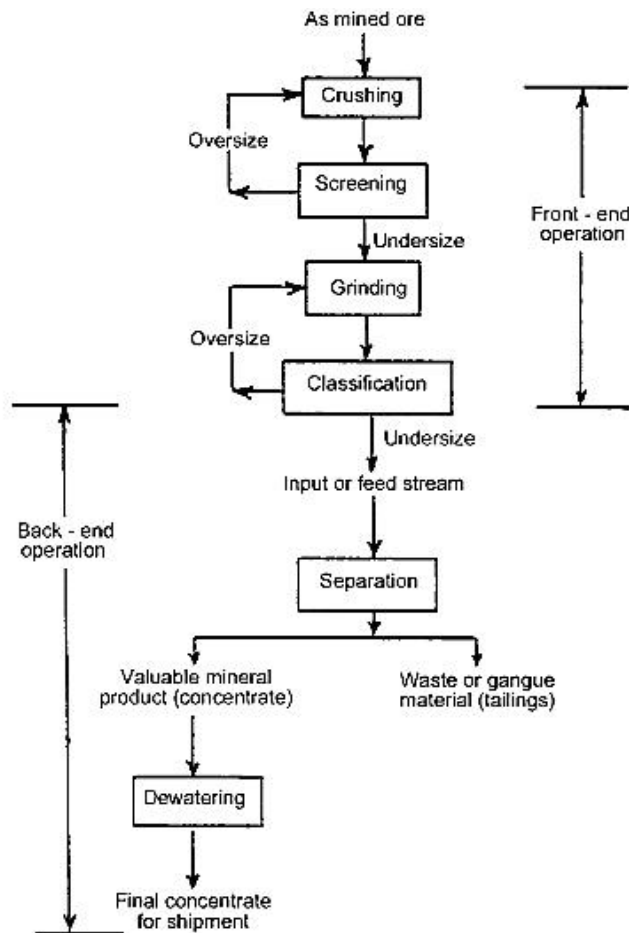 As mined ore
Crushing
Oversize
Screening
Front - end
operation
Undersize
Grinding
Oversize
Classification
Undersize
Input or feed stream
Back - end
operation
Separation
Valuable mineral
product (concentrate)
Waste or gangue
material (tailings)
Dewatering
Final concentrate
for shipment